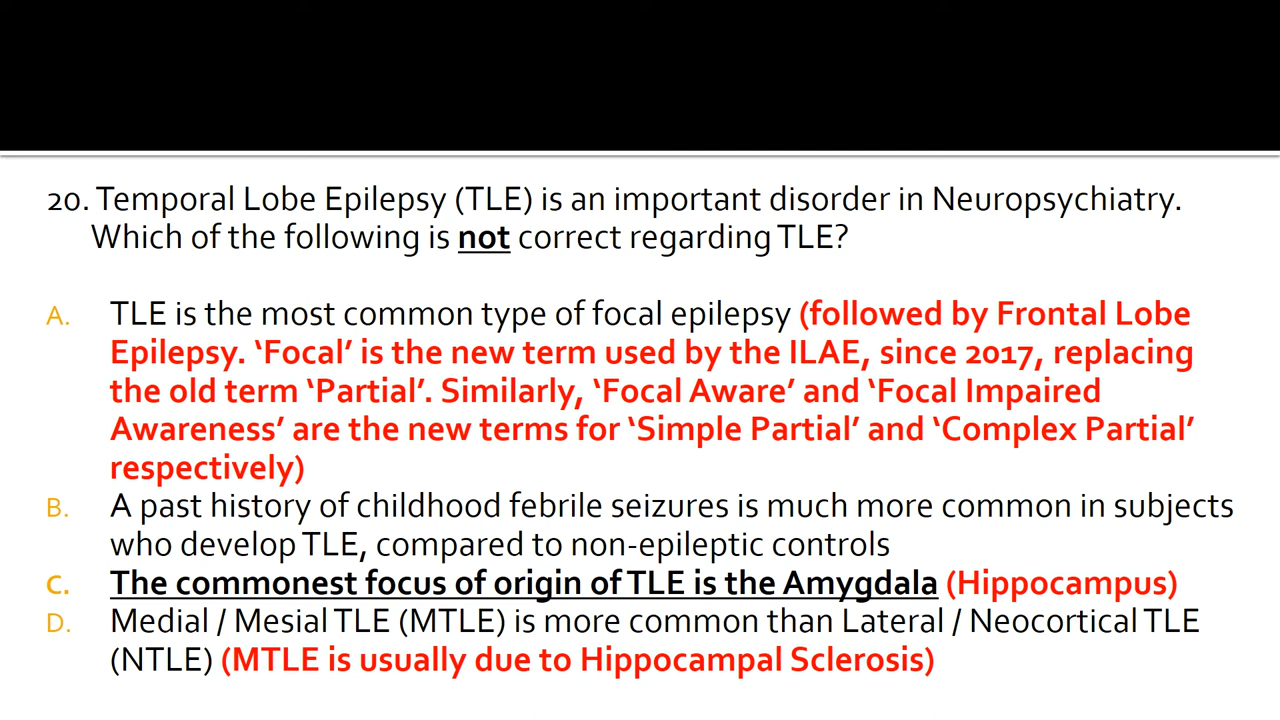 20. Temporal Lobe Epilepsy (TLE) is an important disorder in Neuropsychiatry.
Which of the following is not correct regarding TLE?
A. TLE is the most common type of focal epilepsy (followed by Frontal Lobe
Epilepsy. ‘Focal’ is the new term used by the ILAE, since 2017, replacing
the old term ‘Partial’. Similarly, ‘Focal Aware’ and ‘Focal Impaired
Awareness’ are the new terms for ‘Simple Partial’ and ‘Complex Partial’
respectively)
B. A past history of childhood febrile seizures is much more common in subjects
who develop TLE, compared to non-epileptic controls
C. The commonest focus of origin of TLE is the Amygdala (Hippocampus)
D. Medial / Mesial TLE (MTLE) is more common than Lateral / Neocortical TLE
(NTLE) (MTLE is usually due to Hippocampal Sclerosis)